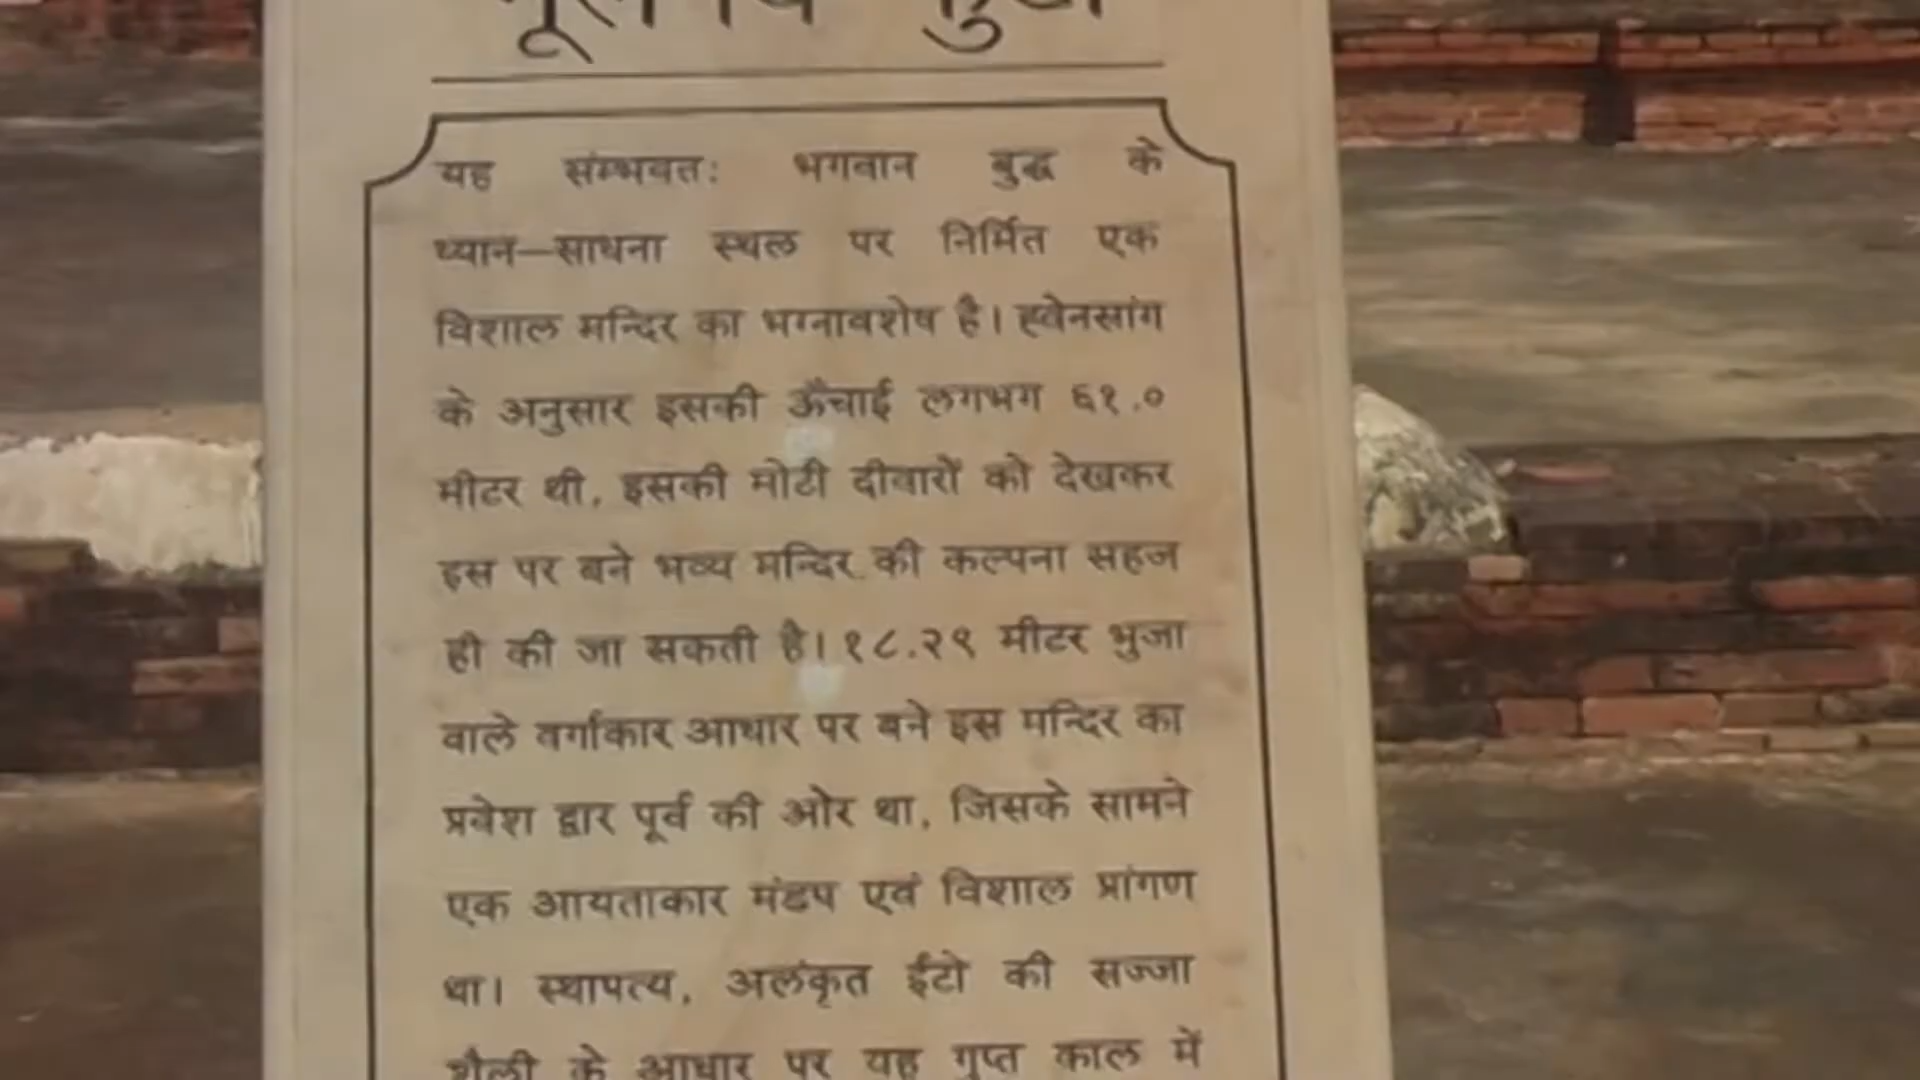 यह संम्भवतः भगवान बुद्ध के
ध्यान—साधना स्थल पर निर्मित एक
विशाल मन्दिर का भग्नावशेष है। ह्वेनसांग
के अनुसार इसकी ऊँचाई लगभग ६१.०
मीटर थी, इसकी मोटी दीवारों को देखकर
इस पर बने भव्य मन्दिर की कल्पना सहज
ही की जा सकती है। १८.२९ मीटर भुजा
वाले वर्गाकार आधार पर बने इस मन्दिर का
प्रवेश द्वार पूर्व की ओर था, जिसके सामने
एक आयताकार मंडप एवं विशाल प्रांगण
था। स्थापत्य, अलंकृत ईंटो की सज्जा
शैली के आधार पर यह गुप्त काल में